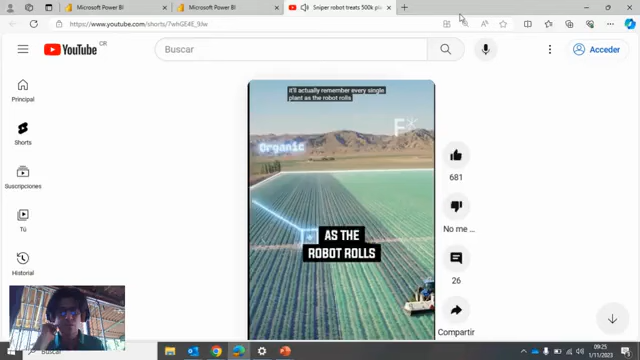 Microsoft Power BI
Microsoft Power BI
Sniper robot treats 500k pla
https://www.youtube.com/shorts/7whGE4E_9Iw
YouTube CR
Buscar
Acceder
Principal
Shorts
Suscripciones
Tú
Historial
It'll actually remember every single
plant as the robot rolls
Organic
F
AS THE
ROBOT ROLLS
681
No me ...
26
Compartir
Buscar
09:25
1/11/2023